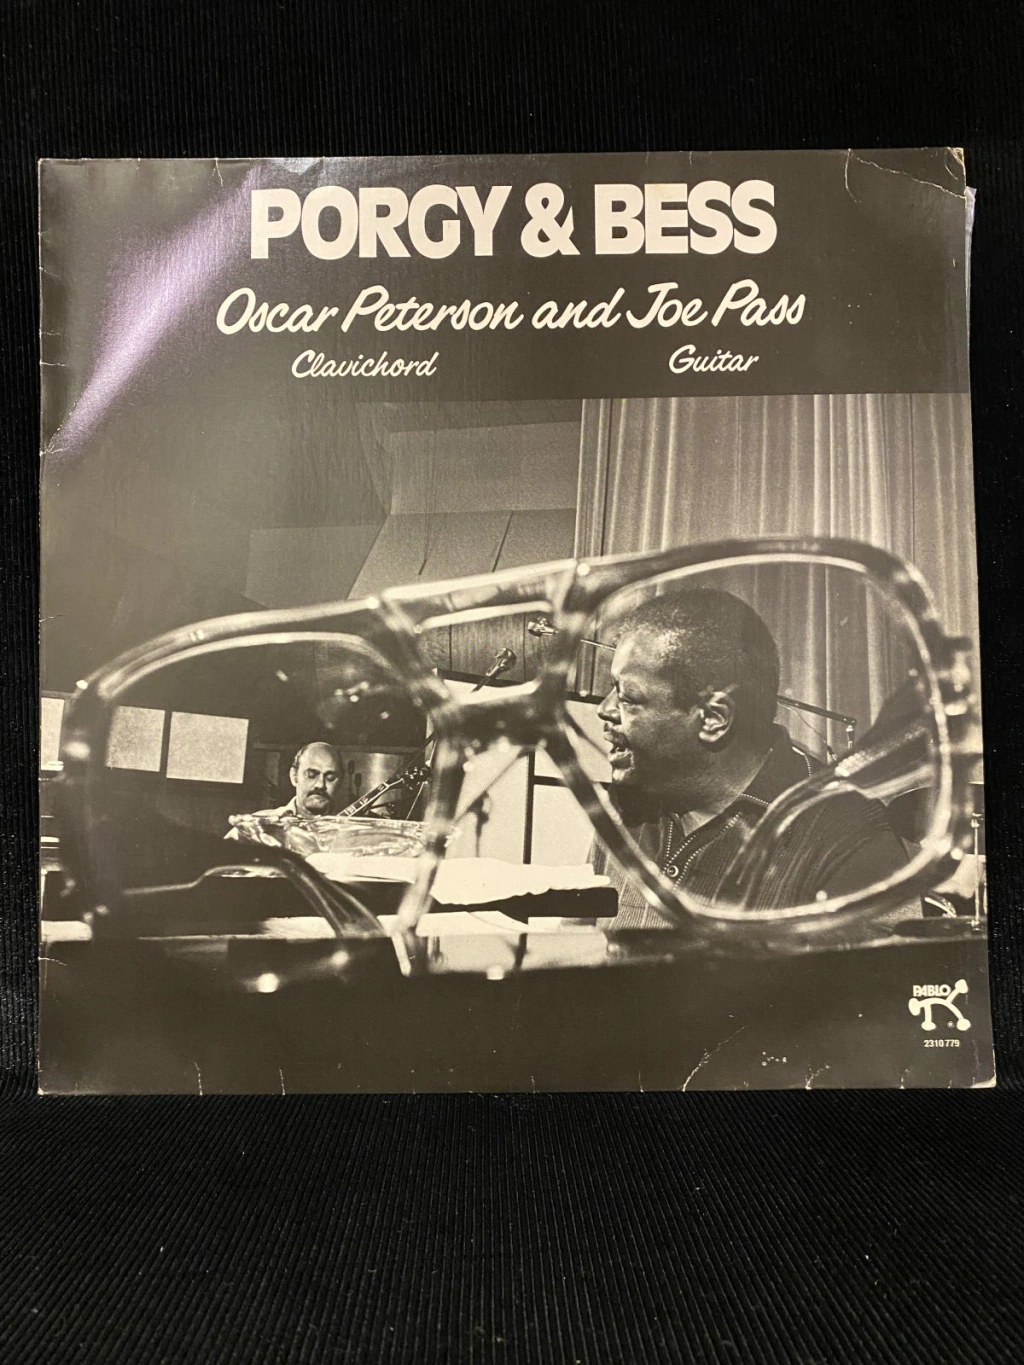 PORGY & BESS
Oscar Peterson and Joe Pass
Clavichord Guitar
PABLO
®
2310 779